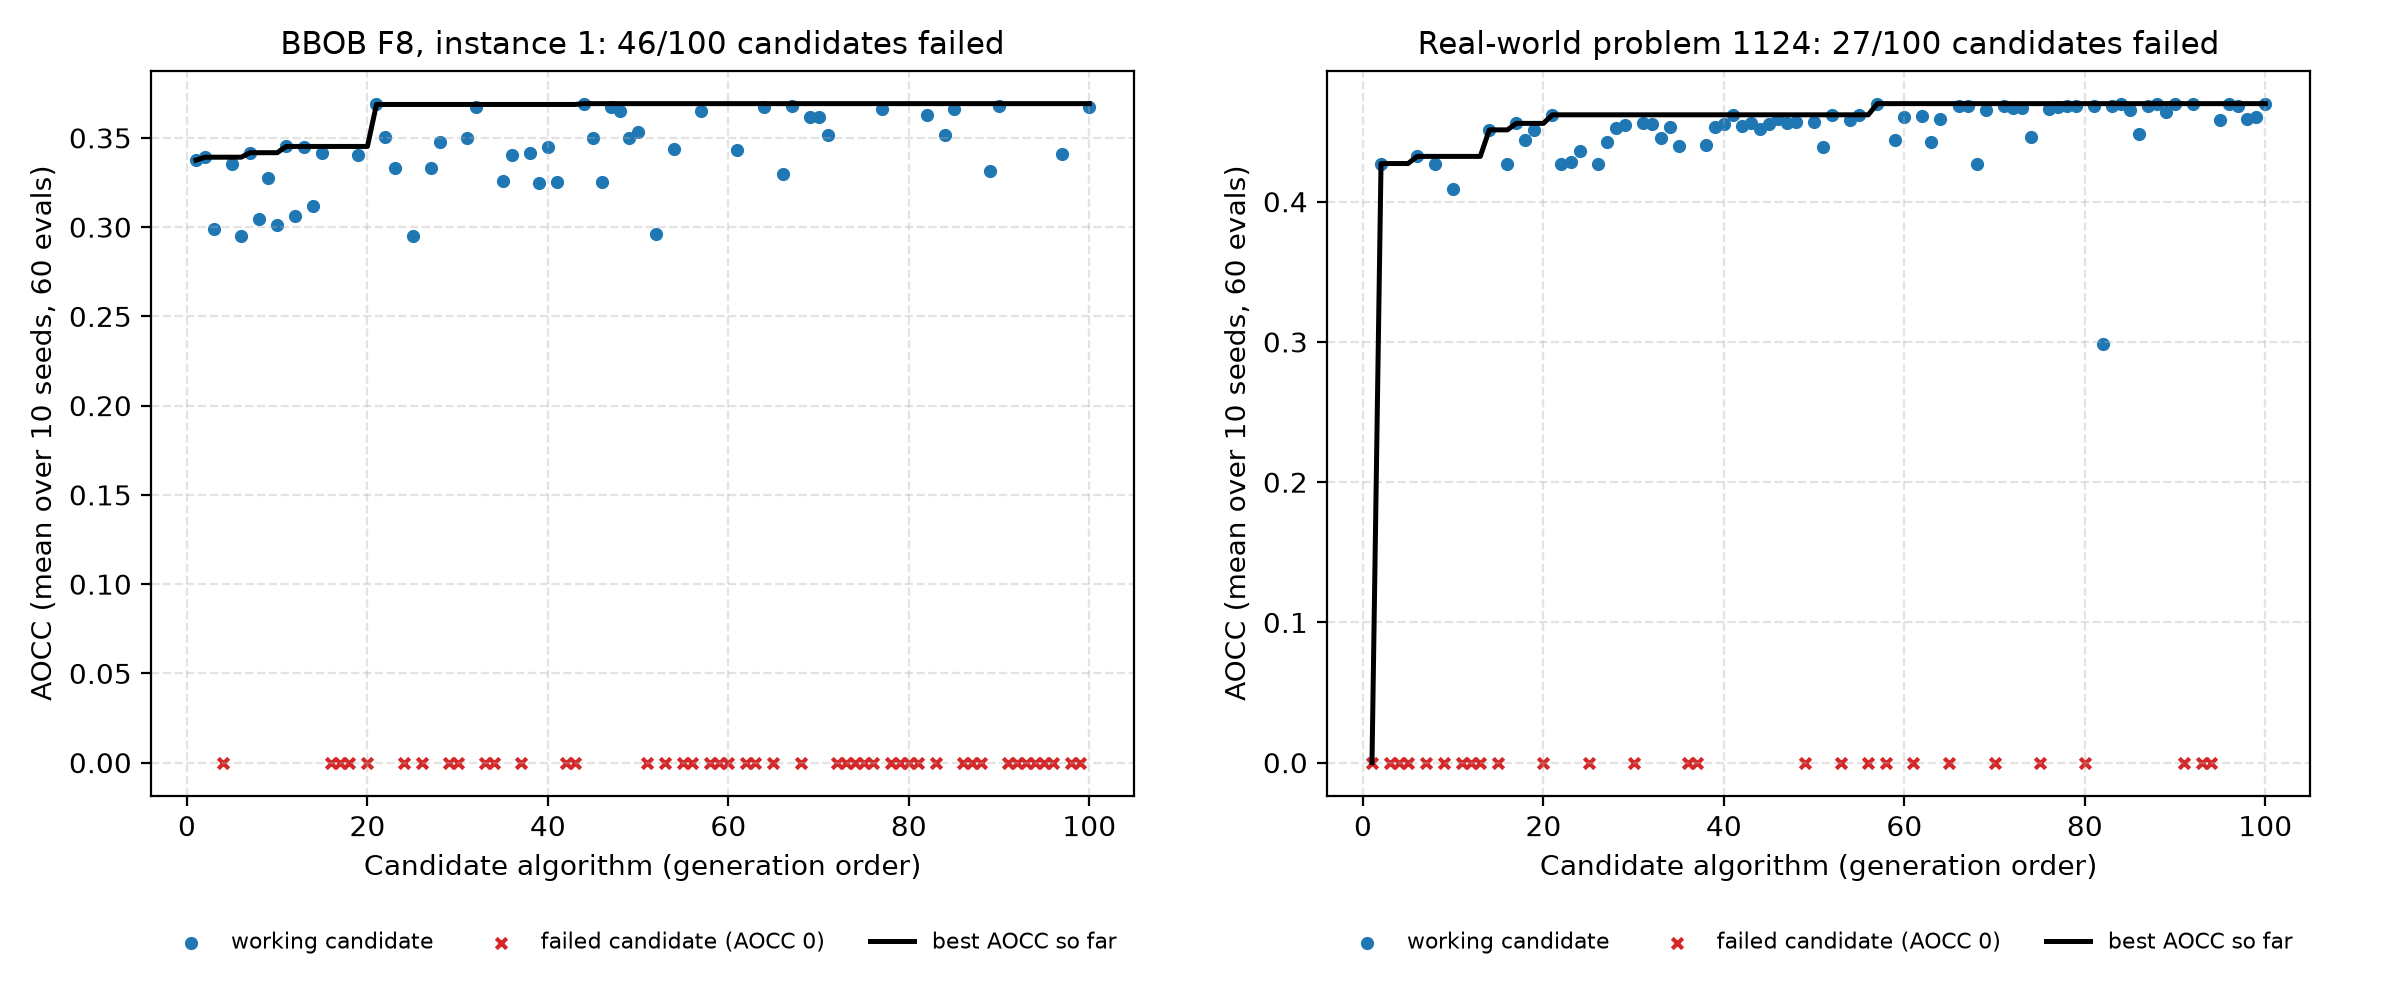 BBOB F8, instance 1: 46/100 candidates failed
AOCC (mean over 10 seeds, 60 evals)
0.35
0.30
0.25
0.20
0.15
0.10
0.05
0.00
0 20 40 60 80 100
Candidate algorithm (generation order)
working candidate failed candidate (AOCC 0) best AOCC so far
Real-world problem 1124: 27/100 candidates failed
AOCC (mean over 10 seeds, 60 evals)
0.4
0.3
0.2
0.1
0.0
0 20 40 60 80 100
Candidate algorithm (generation order)
working candidate failed candidate (AOCC 0) best AOCC so far